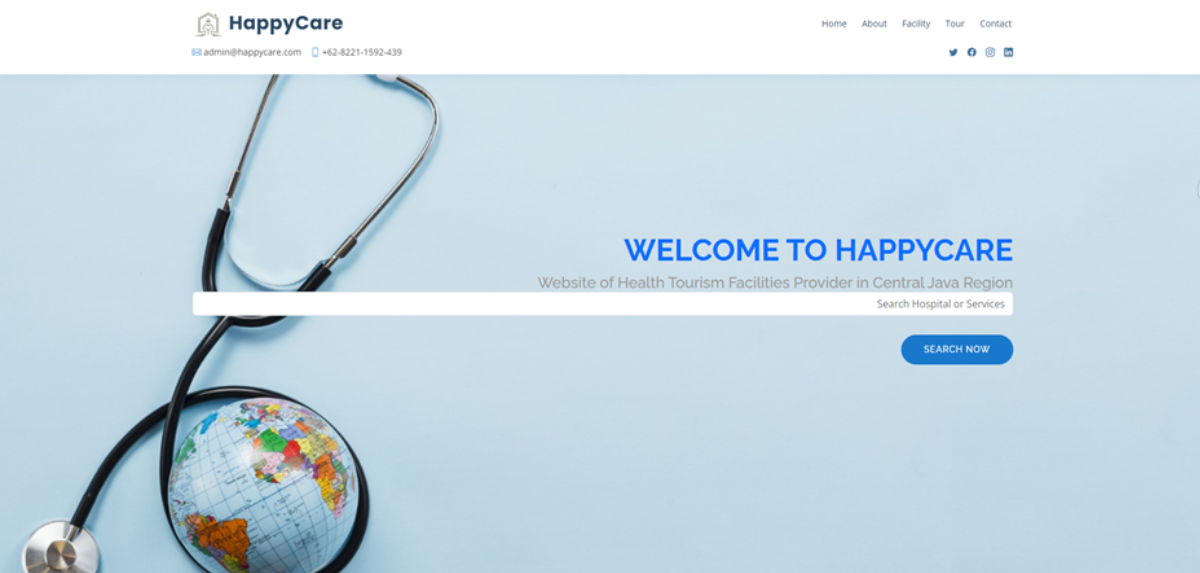 HappyCare
Home About Facility Tour Contact
admin@happycare.com +62-8221-1592-439
WELCOME TO HAPPYCARE
Website of Health Tourism Facilities Provider in Central Java Region
Search Hospital or Services
SEARCH NOW